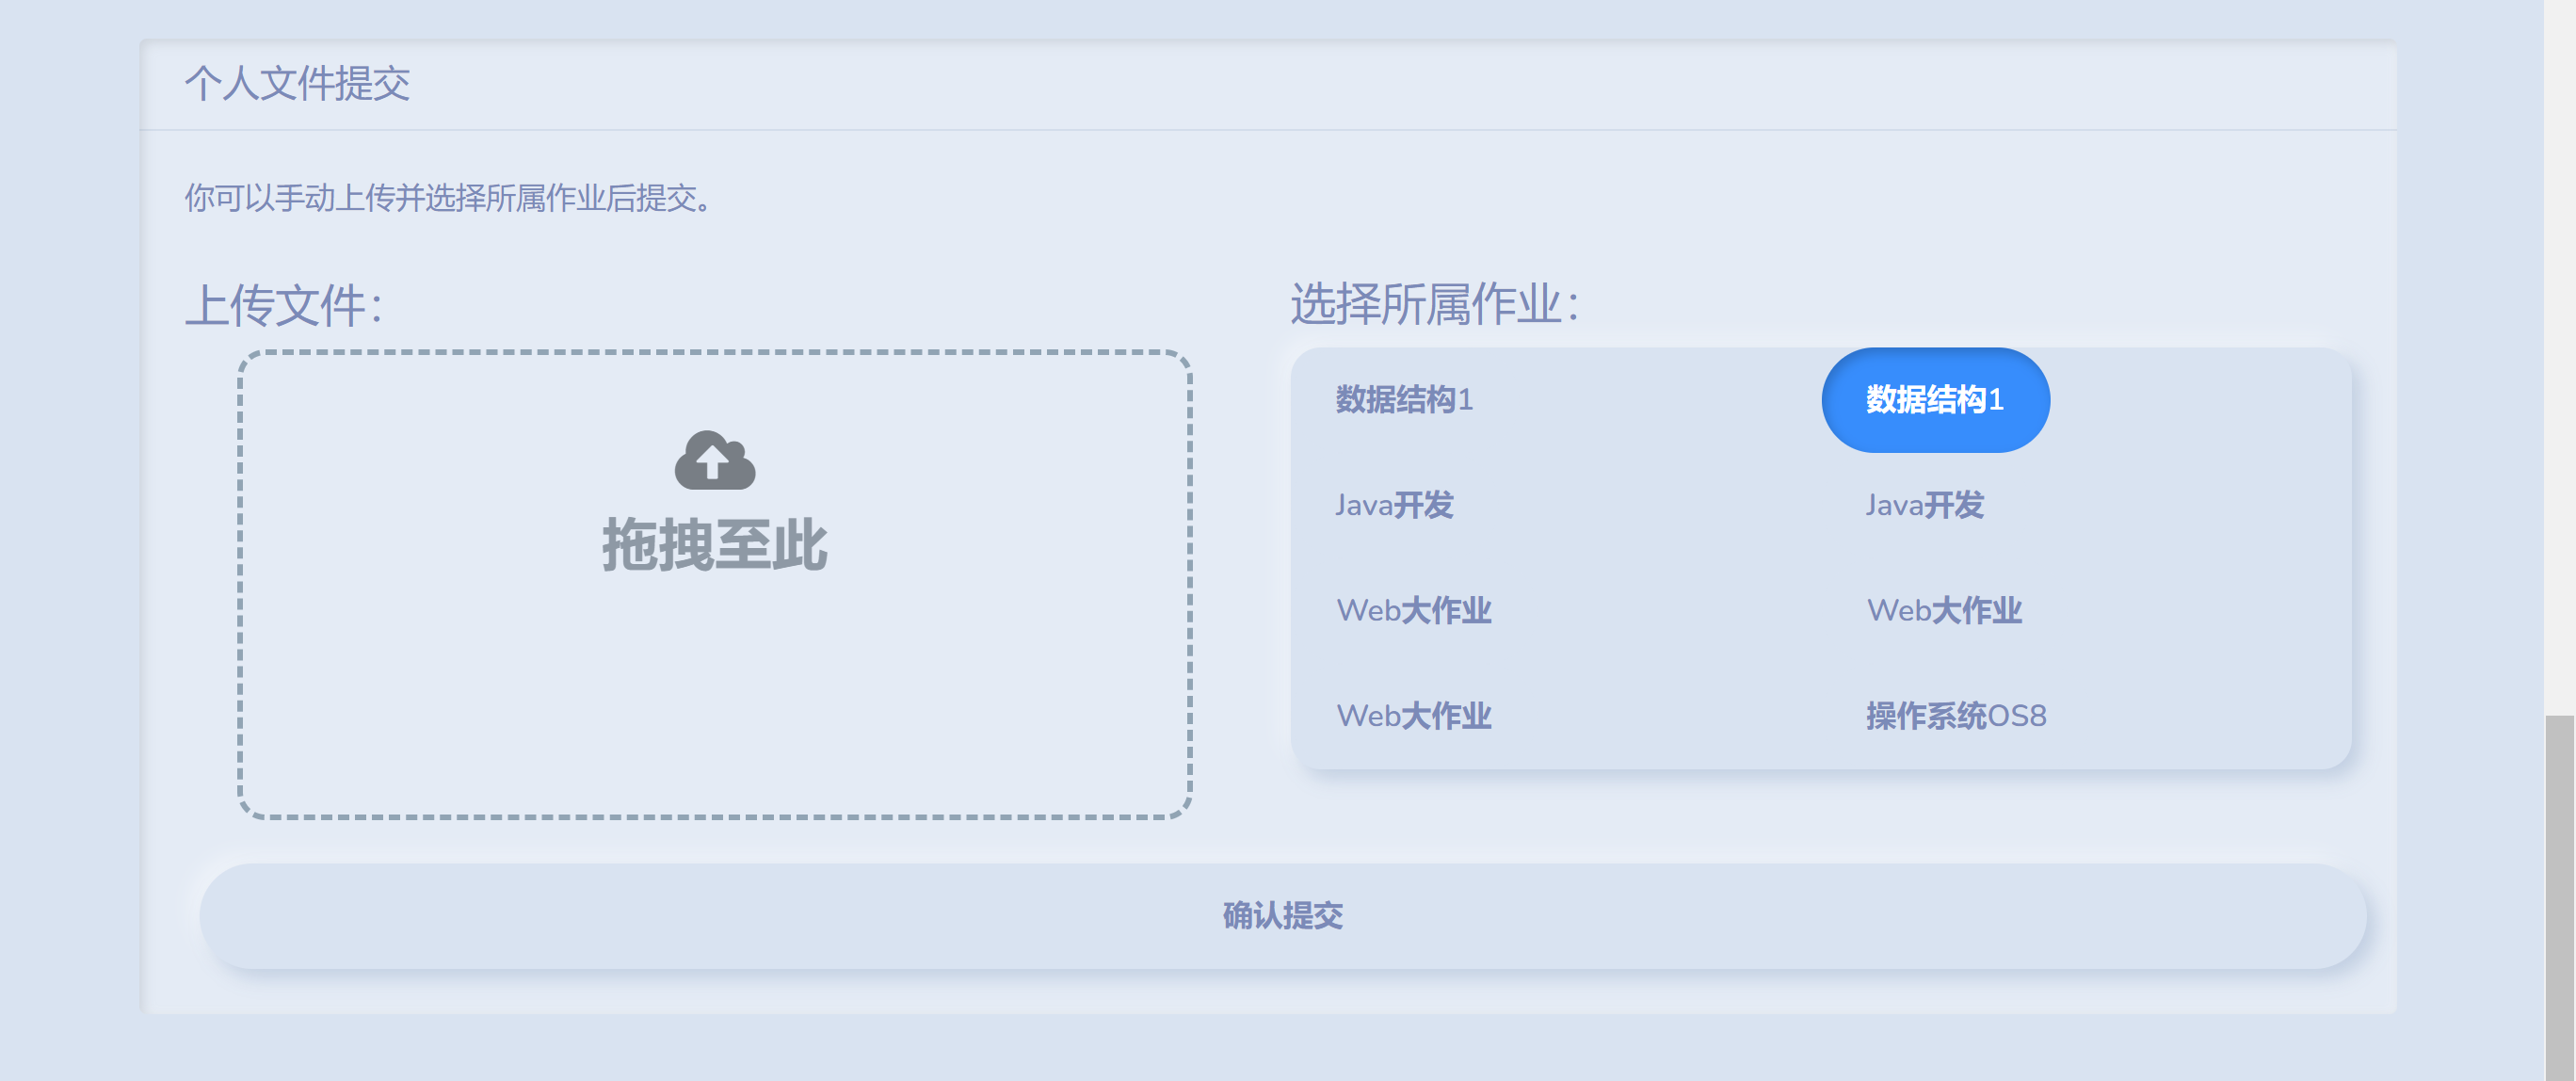 个人文件提交
你可以手动上传并选择所属作业后提交。
上传文件：
拖拽至此
选择所属作业：
数据结构1
数据结构1
Java开发
Java开发
Web大作业
Web大作业
Web大作业
操作系统OS8
确认提交